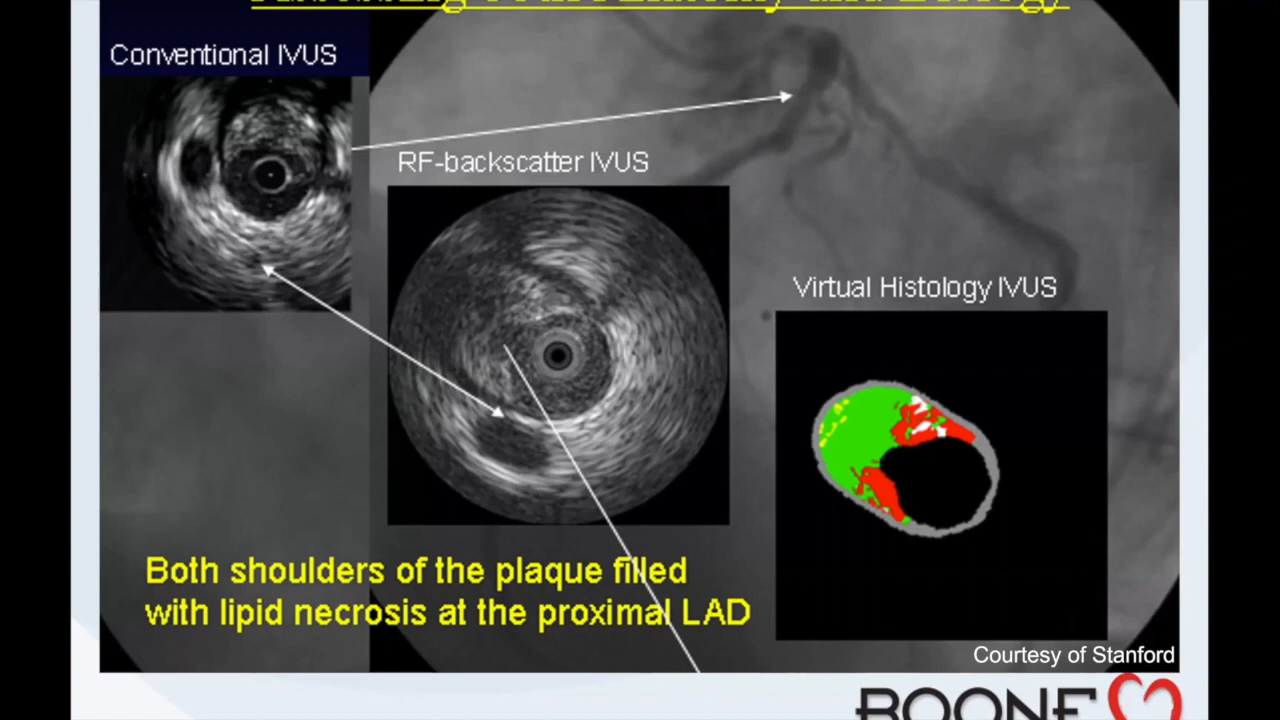 Conventional IVUS
RF-backscatter IVUS
Virtual Histology IVUS
Both shoulders of the plaque filled
with lipid necrosis at the proximal LAD
Courtesy of Stanford
BOONE